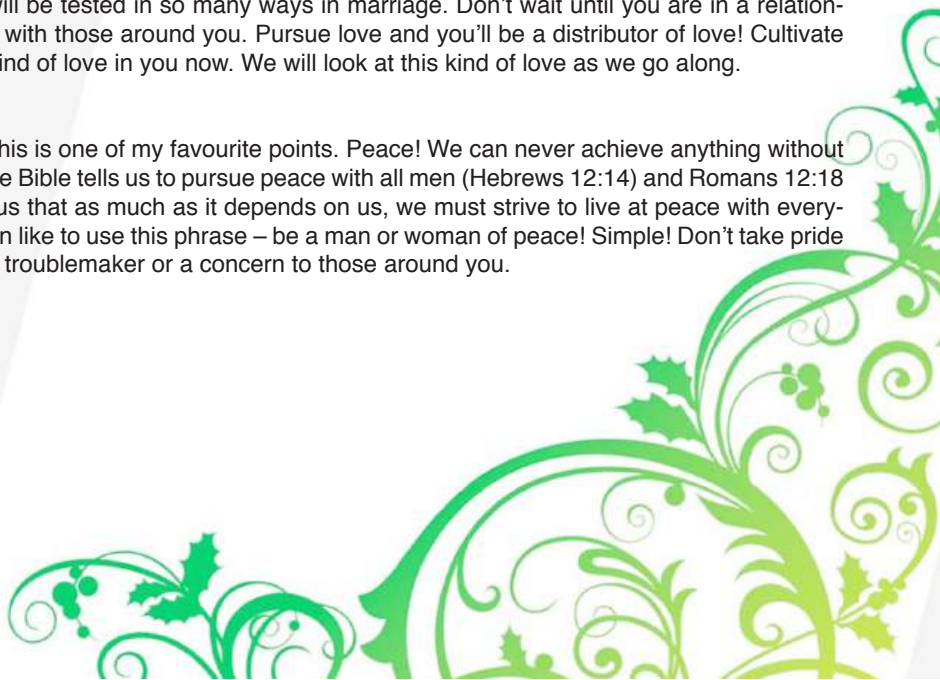 will be tested in so many ways in marriage. Don't wait until you are in a relation-
with those around you. Pursue love and you'll be a distributor of love! Cultivate
ind of love in you now. We will look at this kind of love as we go along.
his is one of my favourite points. Peace! We can never achieve anything without
e Bible tells us to pursue peace with all men (Hebrews 12:14) and Romans 12:18
us that as much as it depends on us, we must strive to live at peace with every-
n like to use this phrase – be a man or woman of peace! Simple! Don't take pride
troublemaker or a concern to those around you.